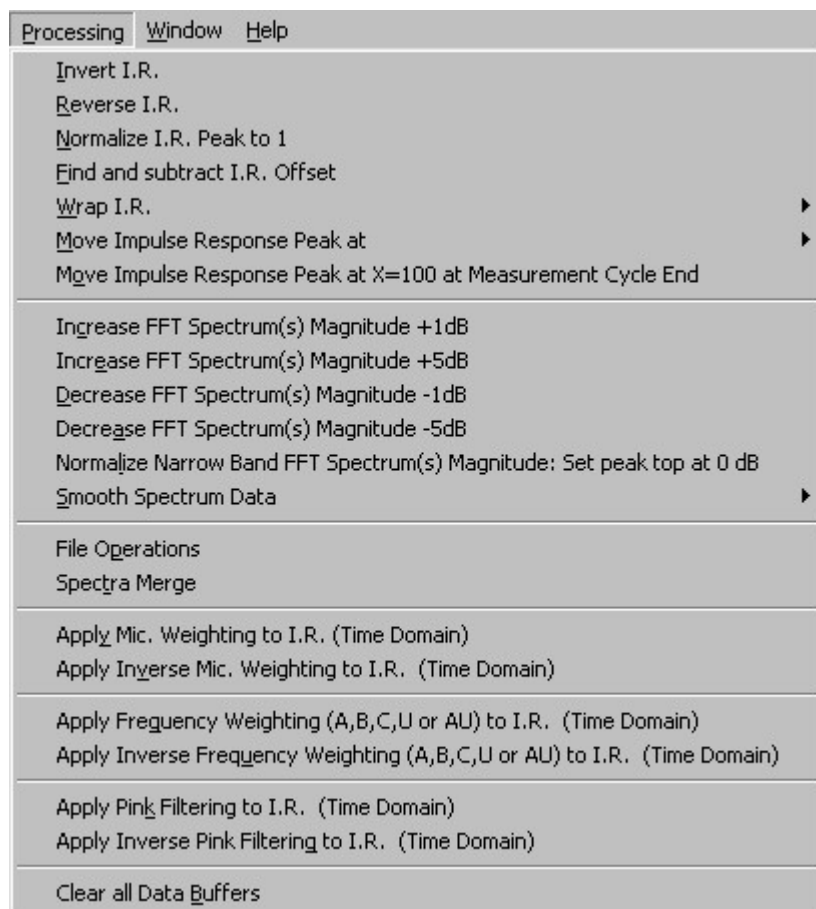 Processing Window Help
Invert I.R.
Reverse I.R.
Normalize I.R. Peak to 1
Find and subtract I.R. Offset
Wrap I.R.
Move Impulse Response Peak at
Move Impulse Response Peak at X=100 at Measurement Cycle End
Increase FFT Spectrum(s) Magnitude +1dB
Increase FFT Spectrum(s) Magnitude +5dB
Decrease FFT Spectrum(s) Magnitude -1dB
Decrease FFT Spectrum(s) Magnitude -5dB
Normalize Narrow Band FFT Spectrum(s) Magnitude: Set peak top at 0 dB
Smooth Spectrum Data
File Operations
Spectra Merge
Apply Mic. Weighting to I.R. (Time Domain)
Apply Inverse Mic. Weighting to I.R. (Time Domain)
Apply Frequency Weighting (A,B,C,U or AU) to I.R. (Time Domain)
Apply Inverse Frequency Weighting (A,B,C,U or AU) to I.R. (Time Domain)
Apply Pink Filtering to I.R. (Time Domain)
Apply Inverse Pink Filtering to I.R. (Time Domain)
Clear all Data Buffers